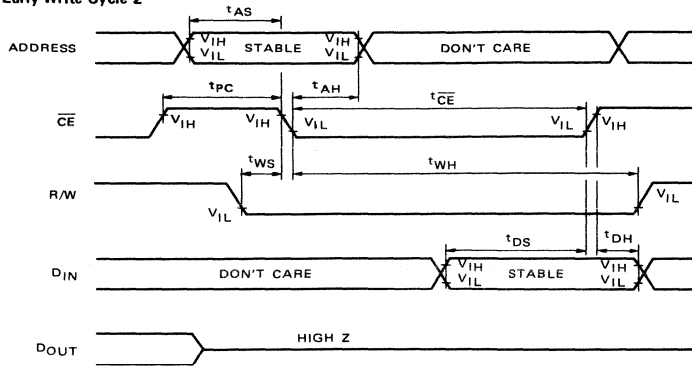 Early Write Cycle 2
tAS
ADDRESS VIH VIL STABLE VIH VIL DON'T CARE
tPC tAH tCE
CE VIH VIH VIL VIL VIH
tWS tWH
R/W VIL VIL
tDS tDH
DIN DON'T CARE VIH VIL STABLE VIH VIL
DOUT HIGH Z